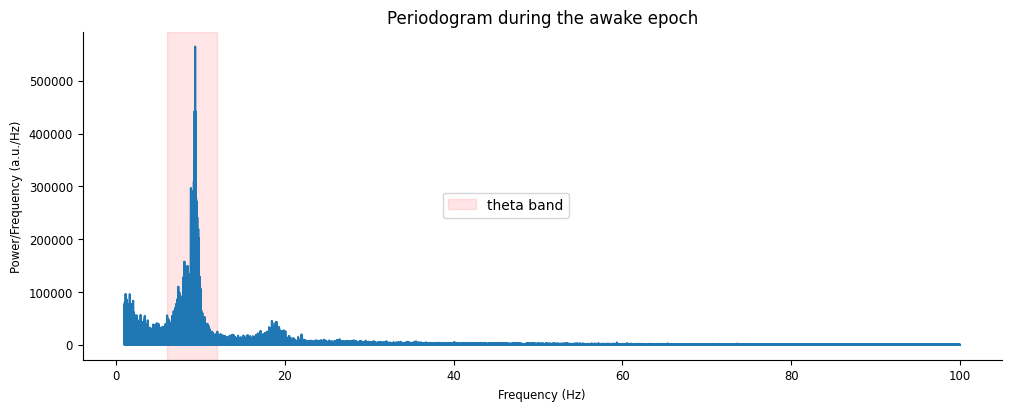 Periodogram during the awake epoch
Power/Frequency (a.u./Hz)
500000
400000
300000
200000
100000
0
theta band
0 20 40 60 80 100
Frequency (Hz)